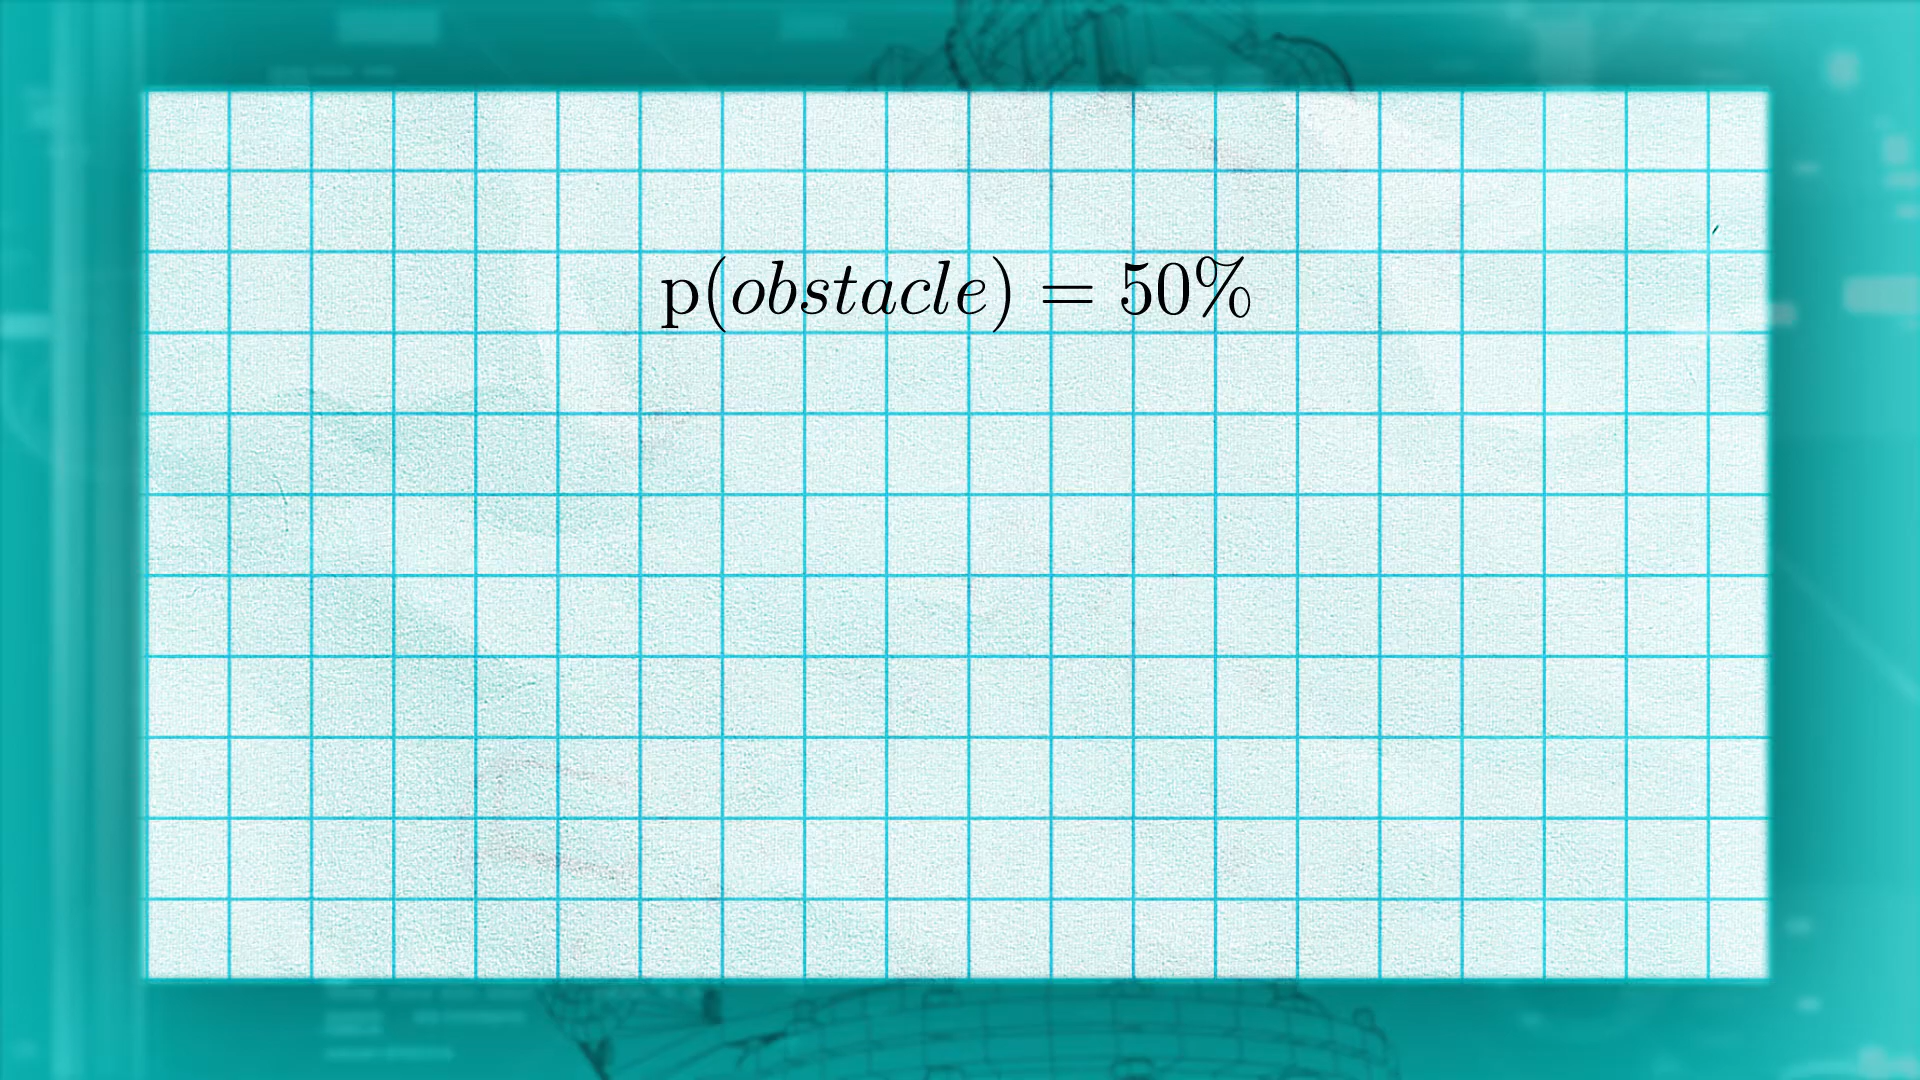 p(obstacle) = 50%